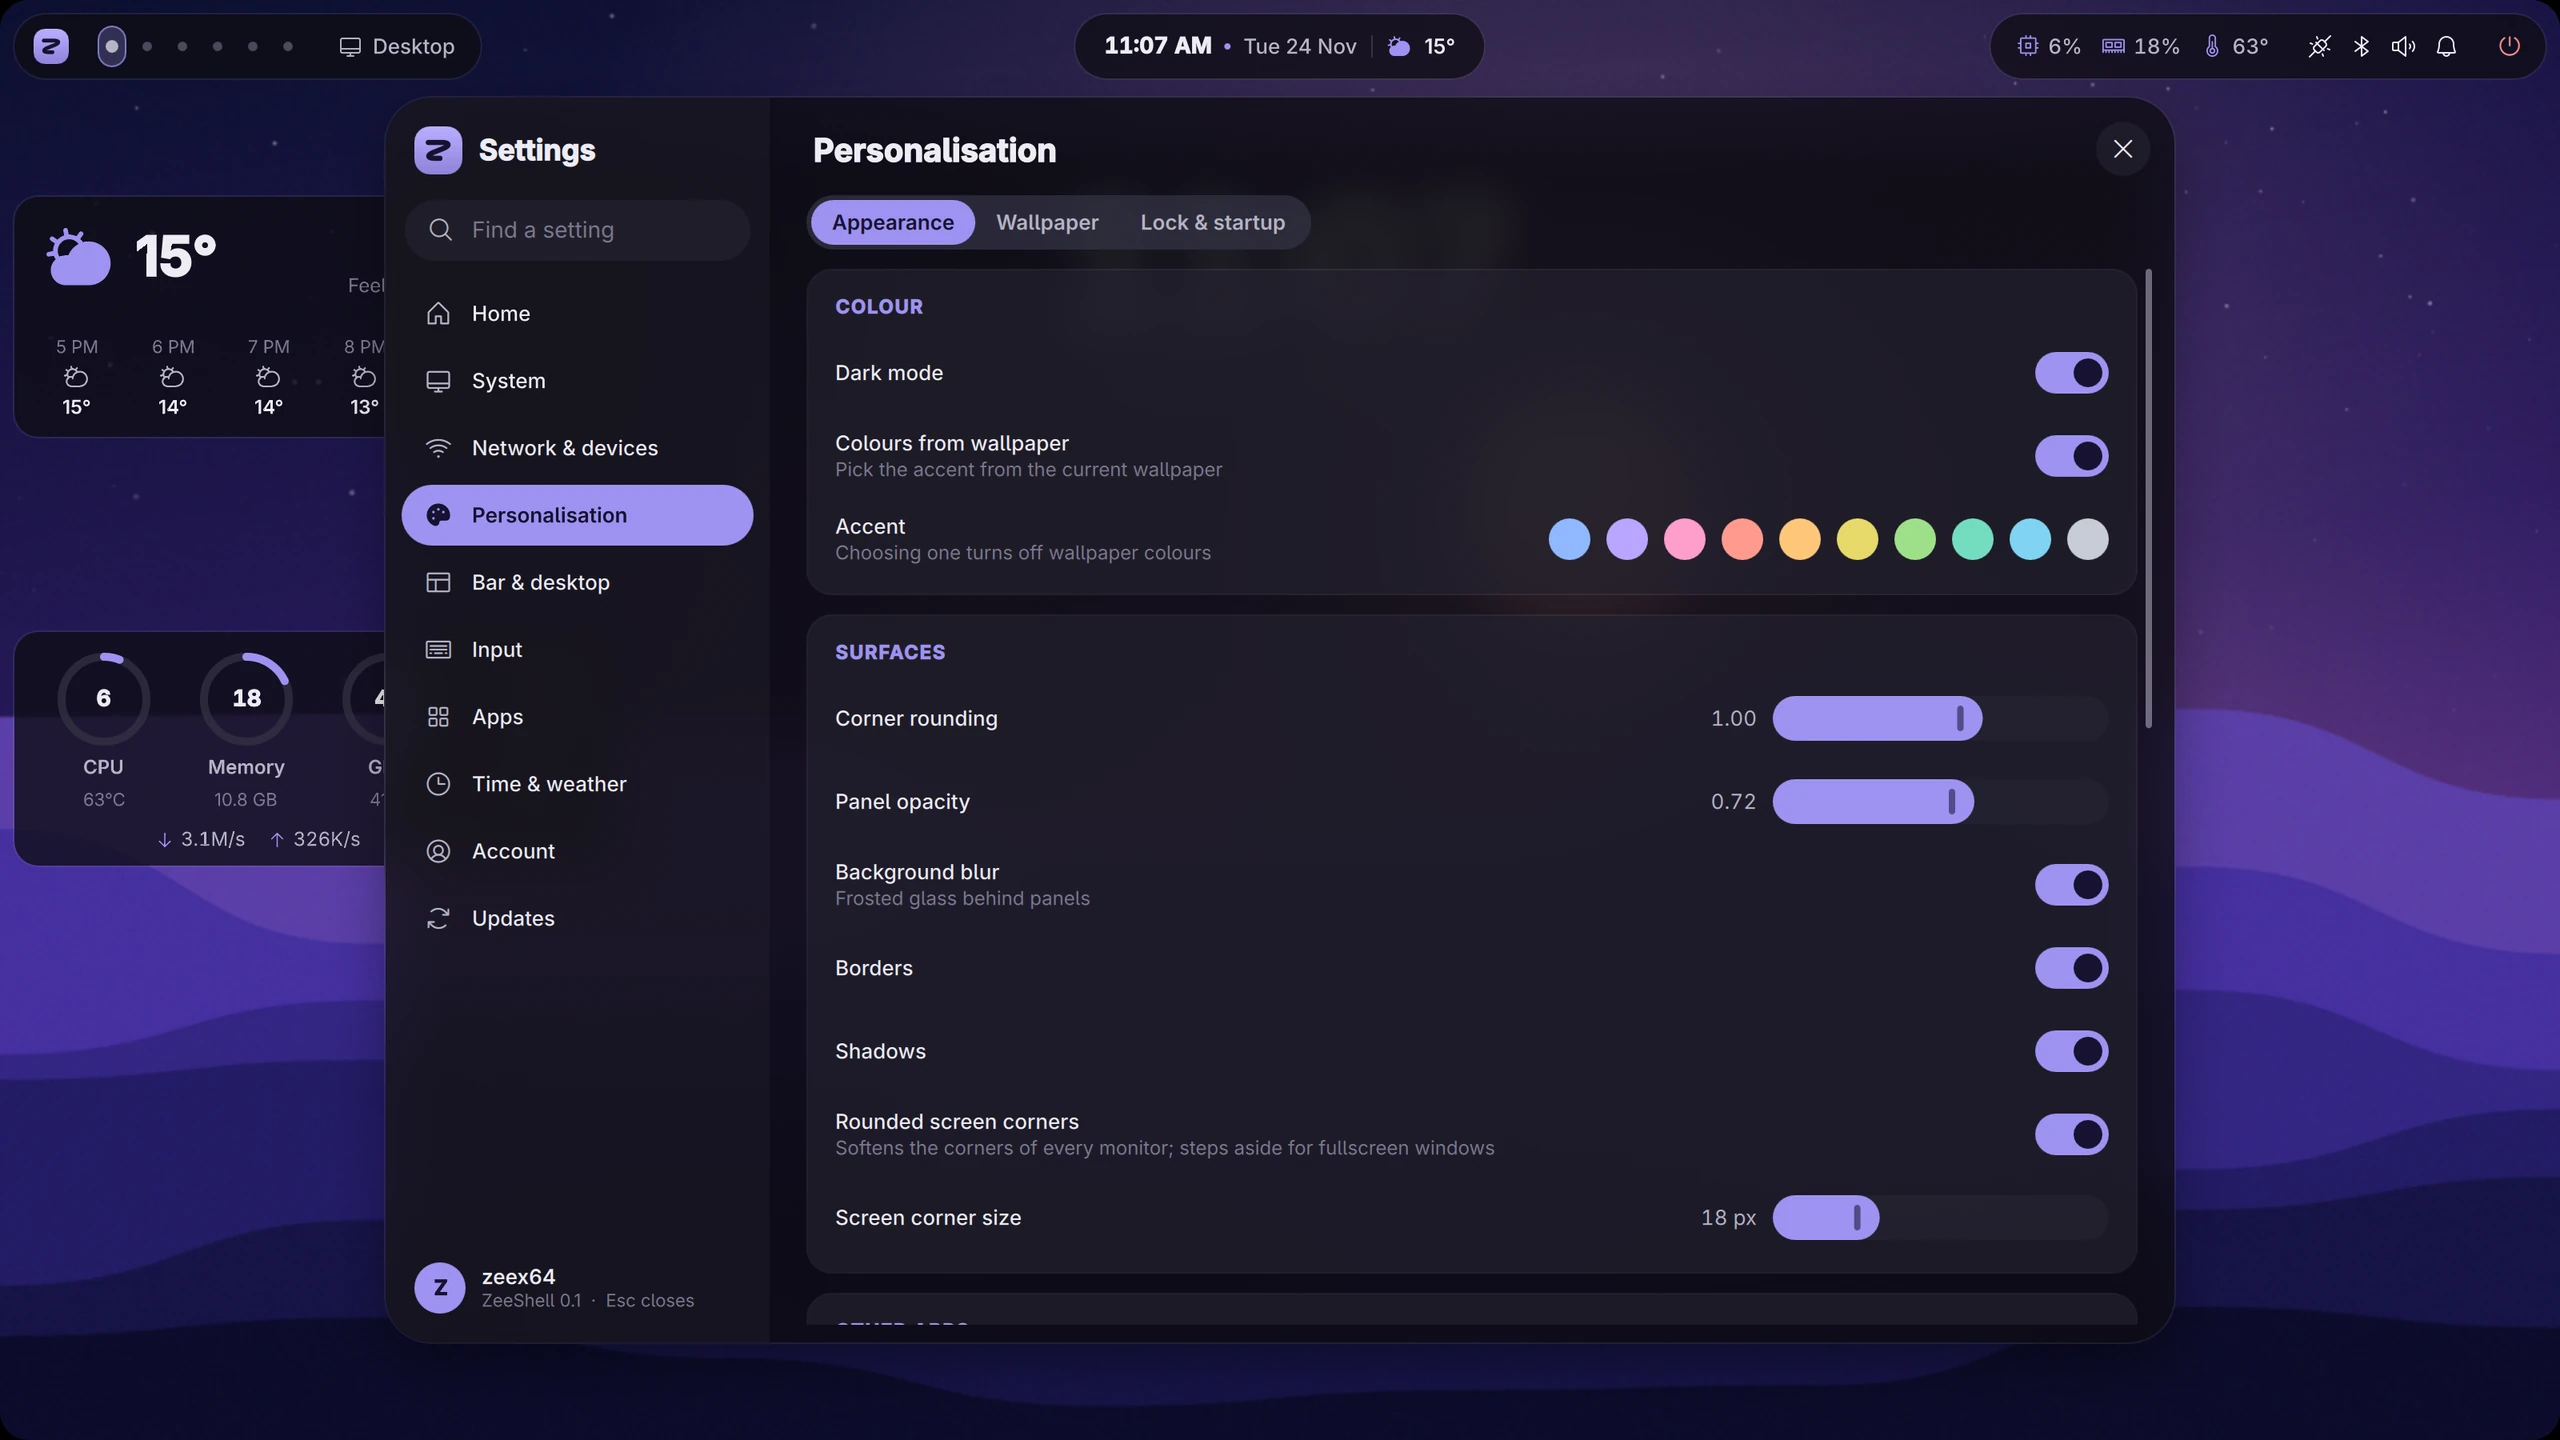 Desktop
11:07 AM • Tue 24 Nov 15°
6% 18% 63°
15°
Feel
5 PM 6 PM 7 PM 8 PM
15° 14° 14° 13°
6 18 4
CPU Memory G
63°C 10.8 GB 41
↓ 3.1M/s ↑ 326K/s
Settings
Find a setting
Home
System
Network & devices
Personalisation
Bar & desktop
Input
Apps
Time & weather
Account
Updates
Z
zeex64
ZeeShell 0.1 · Esc closes
Personalisation
Appearance Wallpaper Lock & startup
COLOUR
Dark mode
Colours from wallpaper
Pick the accent from the current wallpaper
Accent
Choosing one turns off wallpaper colours
SURFACES
Corner rounding 1.00
Panel opacity 0.72
Background blur
Frosted glass behind panels
Borders
Shadows
Rounded screen corners
Softens the corners of every monitor; steps aside for fullscreen windows
Screen corner size 18 px
OTHER APPS